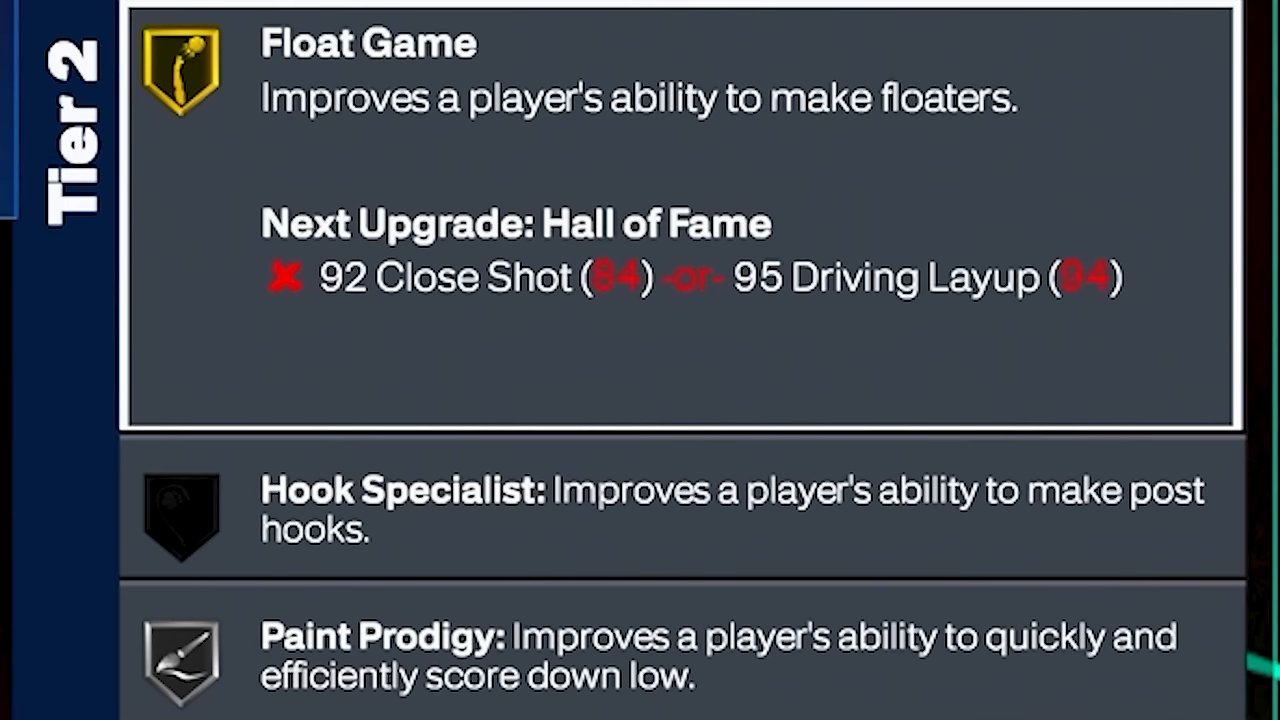 Tier 2
Float Game
Improves a player's ability to make floaters.
Next Upgrade: Hall of Fame
92 Close Shot (84) -or- 95 Driving Layup (94)
Hook Specialist: Improves a player's ability to make post
hooks.
Paint Prodigy: Improves a player's ability to quickly and
efficiently score down low.